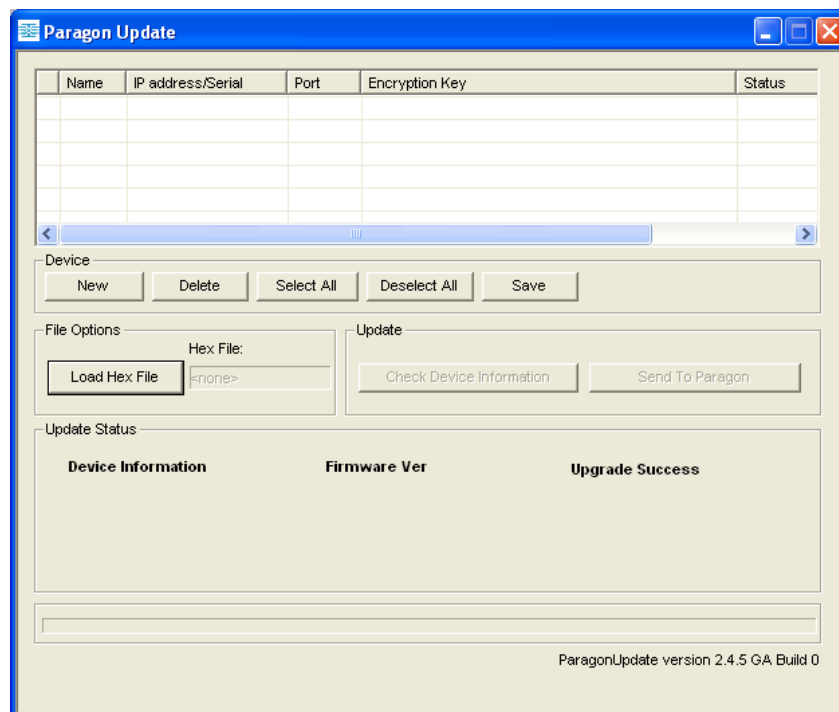 Paragon Update
Name IP address/Serial Port Encryption Key Status
Device
New Delete Select All Deselect All Save
File Options Update
Hex File:
Load Hex File <none> Check Device Information Send To Paragon
Update Status
Device Information Firmware Ver Upgrade Success
ParagonUpdate version 2.4.5 GA Build 0